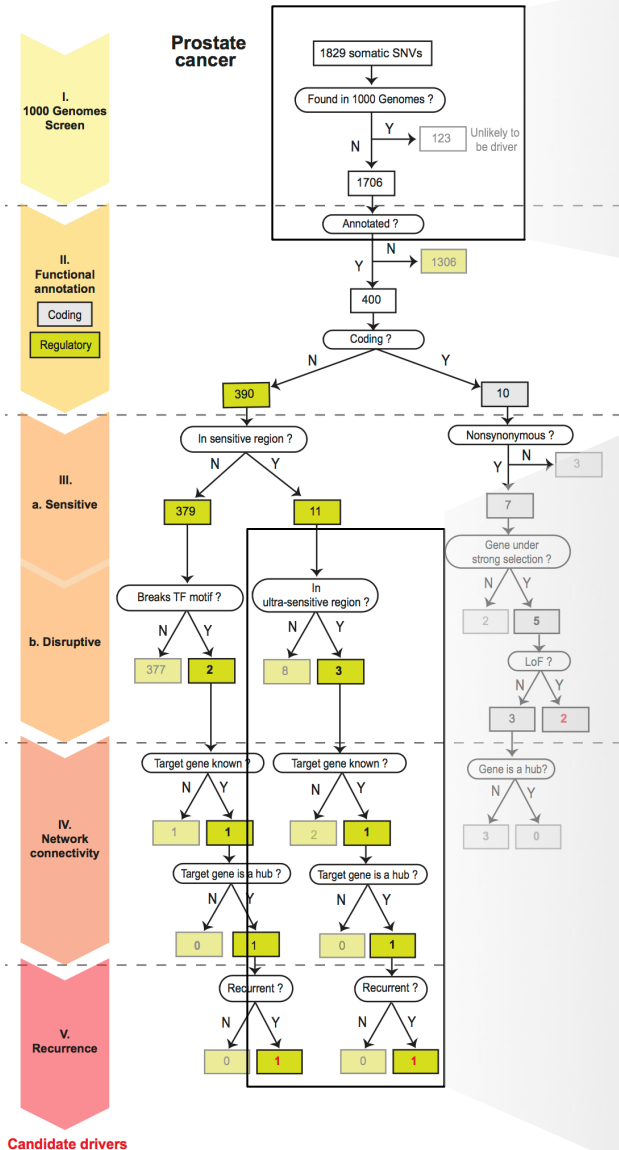 Prostate
cancer
1829 somatic SNVs
I.
1000 Genomes
Screen
Found in 1000 Genomes ?
Y
N
123
Unlikely to
be driver
1706
Annotated ?
II.
Functional
annotation
Coding
Regulatory
N
Y
1306
400
Coding ?
N
Y
390
10
In sensitive region ?
Nonsynonymous ?
N
Y
N
Y
3
III.
a. Sensitive
379
11
7
Gene under
strong selection ?
Breaks TF motif ?
In
ultra-sensitive region ?
N
Y
N
Y
N
Y
2
5
b. Disruptive
377
2
8
3
LoF ?
N
Y
3
2
Target gene known ?
Target gene known ?
Gene is a hub?
N
Y
N
Y
N
Y
IV.
Network
connectivity
1
1
2
1
3
0
Target gene is a hub ?
Target gene is a hub ?
N
Y
N
Y
0
1
0
1
Recurrent ?
Recurrent ?
V.
Recurrence
N
Y
N
Y
0
1
0
1
Candidate drivers